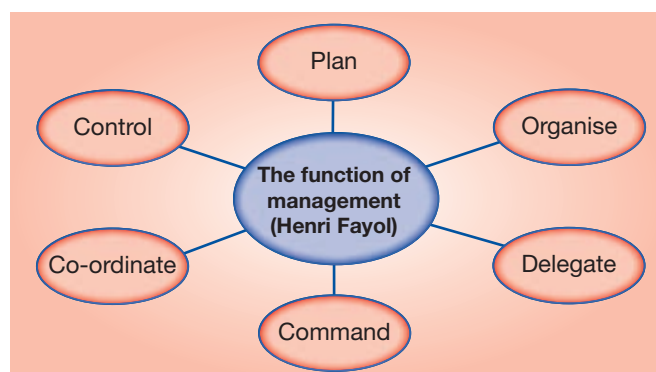 Plan
Control
Organise
The function of
management
(Henri Fayol)
Co-ordinate
Delegate
Command